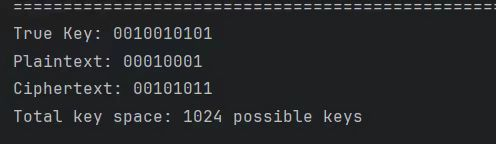 ==================================================
True Key: 0010010101
Plaintext: 00010001
Ciphertext: 00101011
Total key space: 1024 possible keys